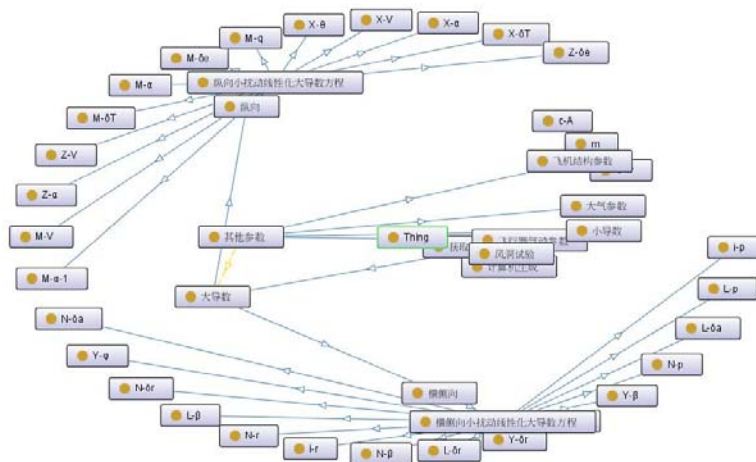 X-θ
X-V
X-α
X-δT
Z-δe
M-q
M-δe
M-α
纵向小扰动线性化大导数方程
纵向
M-δT
Z-V
Z-α
M-V
M-α-1
c-A
m
飞机结构参数
大气参数
小导数
其他参数
Thing
风洞试验
计算机生成
大导数
i-p
L-p
L-δa
N-p
Y-β
N-δa
Y-φ
N-δr
L-β
N-r
i-r
N-β
L-δr
Y-δr
横侧向
横侧向小扰动线性化大导数方程